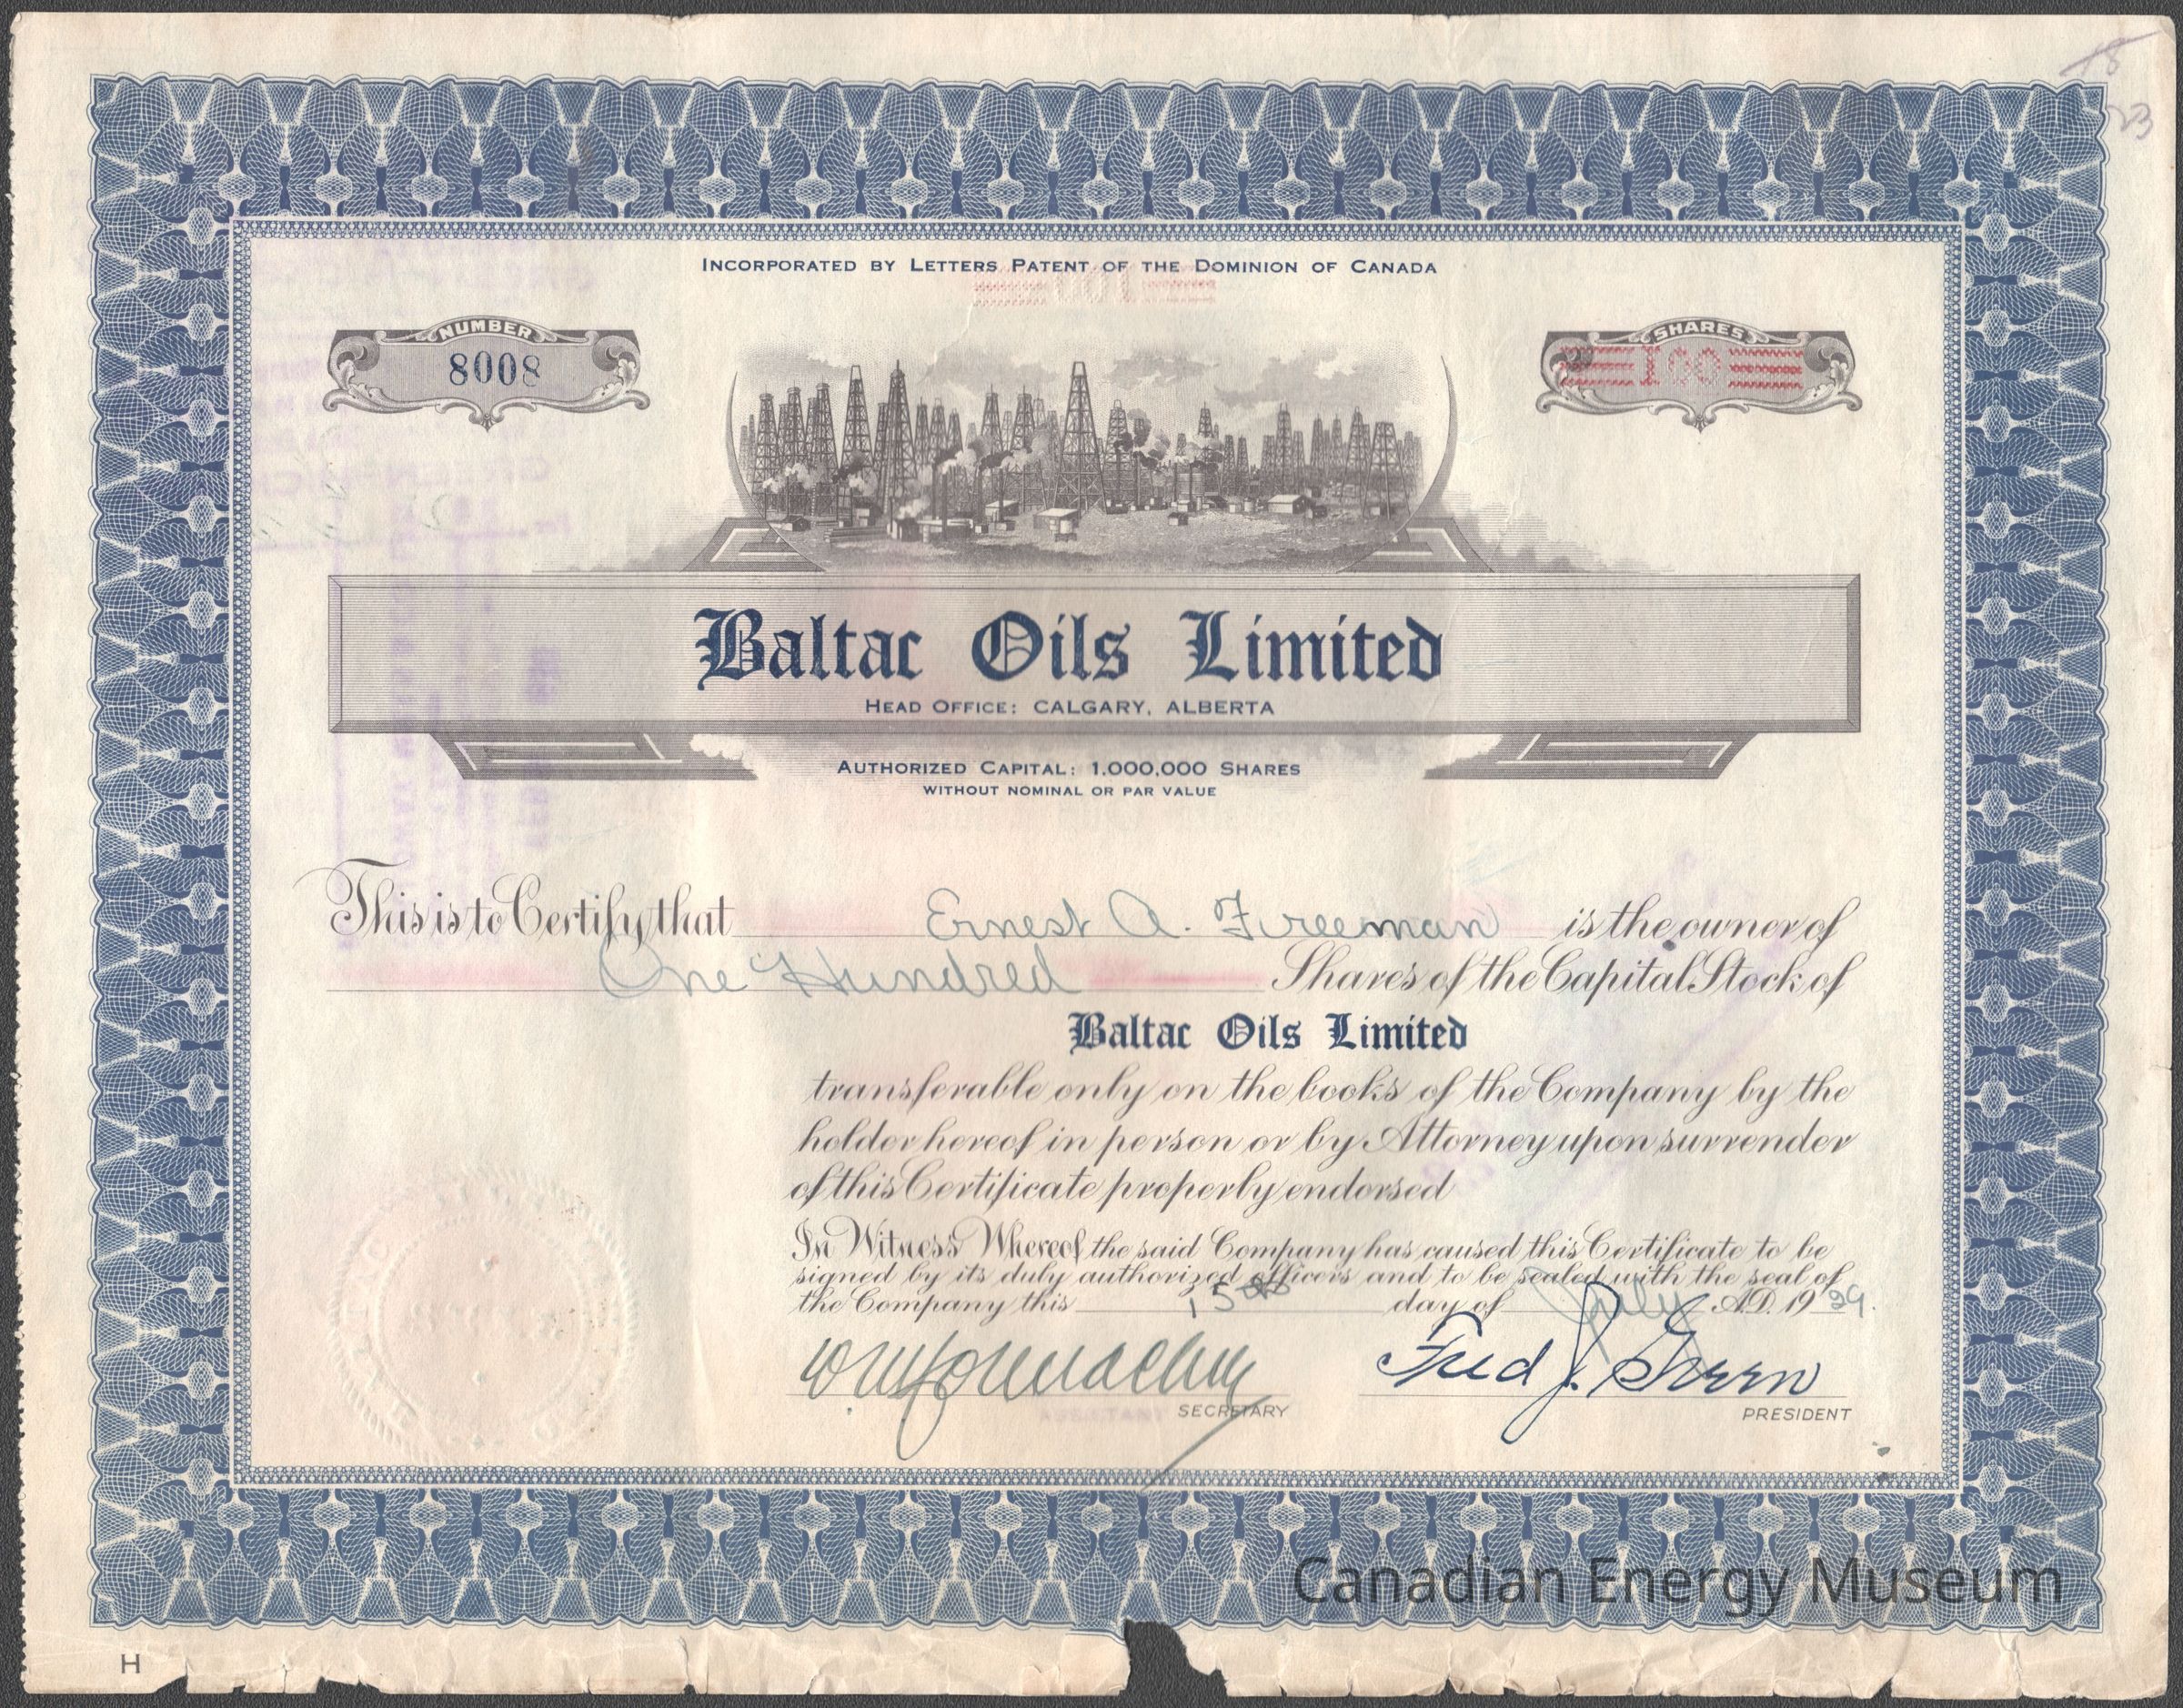 18
23
INCORPORATED BY LETTERS PATENT OF THE DOMINION OF CANADA
NUMBER
8008
SHARES
100
Baltac Oils Limited
HEAD OFFICE: CALGARY, ALBERTA
AUTHORIZED CAPITAL: 1,000,000 SHARES
WITHOUT NOMINAL OR PAR VALUE
This is to Certify that Ernest A. Freeman is the owner of
One Hundred Shares of the Capital Stock of
Baltac Oils Limited
transferable only on the books of the Company by the
holder hereof in person or by Attorney upon surrender
of this Certificate properly endorsed
In Witness Whereof the said Company has caused this Certificate to be
signed by its duly authorized officers and to be sealed with the seal of
the Company this 15th day of July A.D. 1929.
Fred J. Green
ASSISTANT SECRETARY
PRESIDENT
Canadian Energy Museum
H